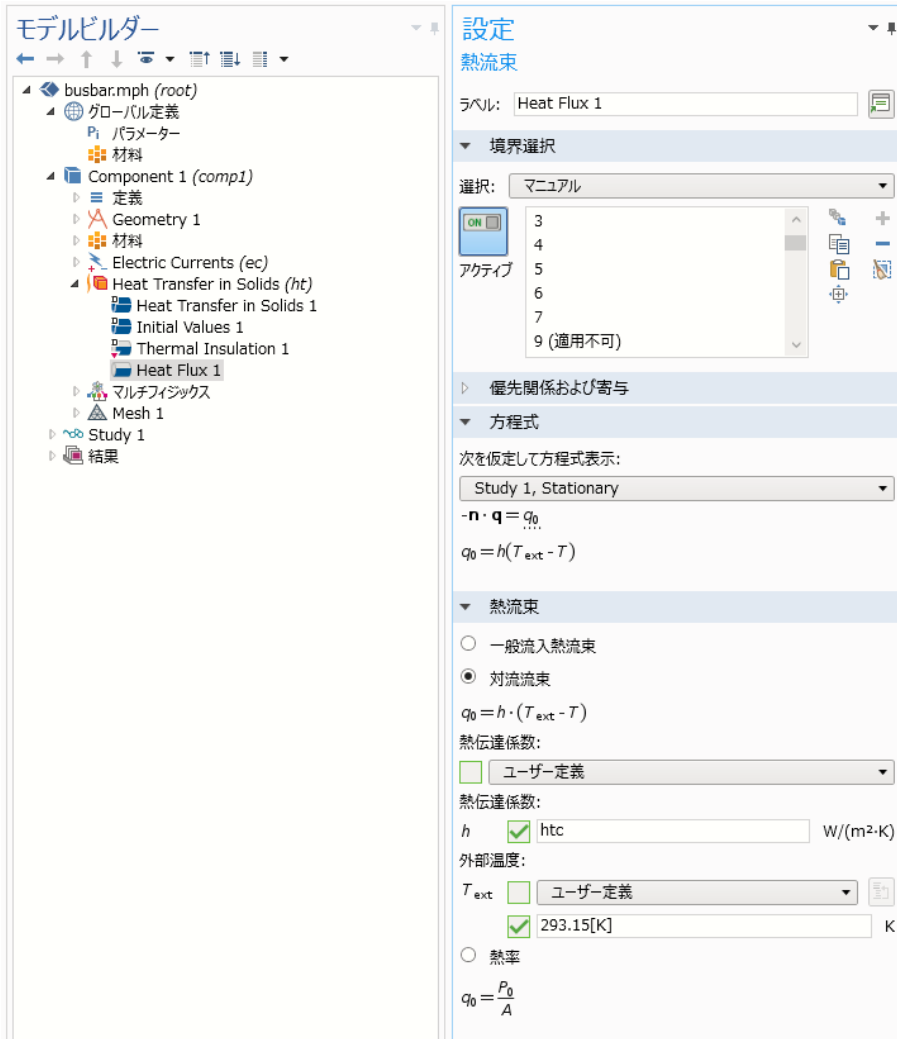 モデルビルダー
busbar.mph (root)
グローバル定義
Pi パラメーター
材料
Component 1 (comp1)
定義
Geometry 1
材料
Electric Currents (ec)
Heat Transfer in Solids (ht)
Heat Transfer in Solids 1
Initial Values 1
Thermal Insulation 1
Heat Flux 1
マルチフィジックス
Mesh 1
Study 1
結果
設定
熱流束
ラベル: Heat Flux 1
境界選択
選択: マニュアル
ON
アクティブ
3
4
5
6
7
9 (適用不可)
優先関係および寄与
方程式
次を仮定して方程式表示:
Study 1, Stationary
-n · q = q₀
q₀ = h(T_ext - T)
熱流束
一般流入熱流束
対流流束
q₀ = h · (T_ext - T)
熱伝達係数:
ユーザー定義
熱伝達係数:
h htc W/(m²·K)
外部温度:
T_ext ユーザー定義
293.15[K] K
熱率
q₀ = P₀/A